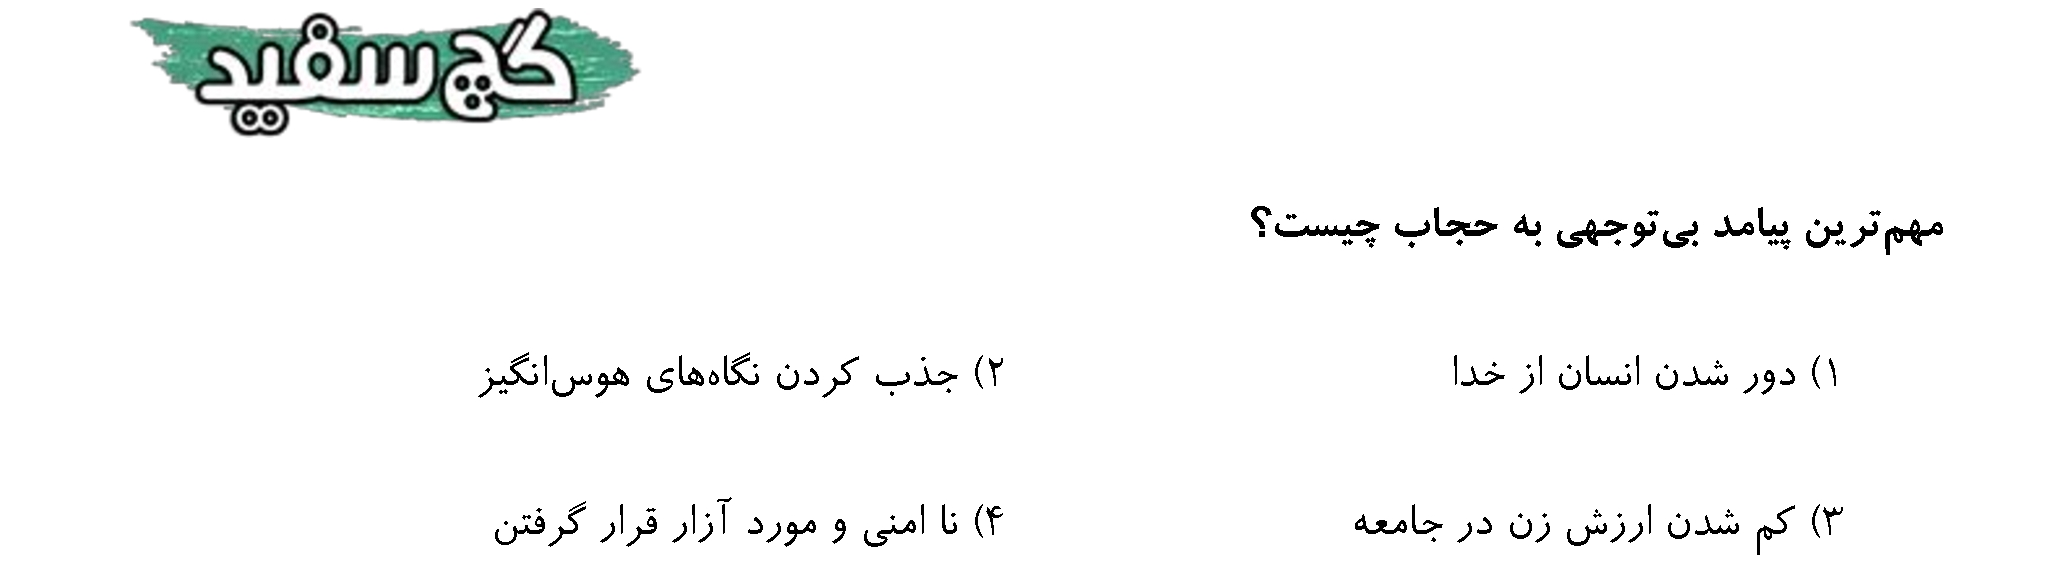 گچ سفید
مهم‌ترین پیامد بی‌توجهی به حجاب چیست؟
۱) دور شدن انسان از خدا
۲) جذب کردن نگاه‌های هوس‌انگیز
۳) کم شدن ارزش زن در جامعه
۴) نا امنی و مورد آزار قرار گرفتن